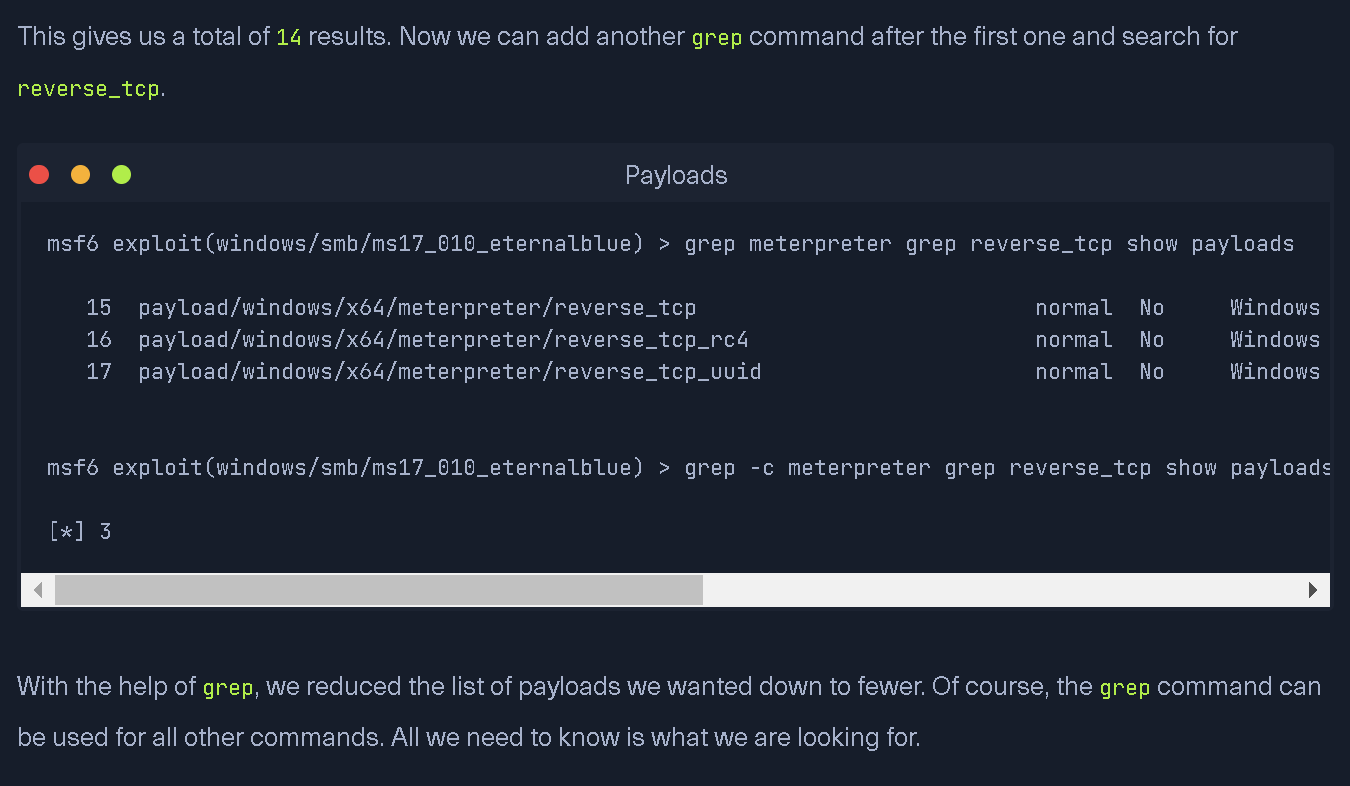 This gives us a total of 14 results. Now we can add another grep command after the first one and search for
reverse_tcp.
Payloads
msf6 exploit(windows/smb/ms17_010_eternalblue) > grep meterpreter grep reverse_tcp show payloads
15  payload/windows/x64/meterpreter/reverse_tcp                          normal  No     Windows
16  payload/windows/x64/meterpreter/reverse_tcp_rc4                      normal  No     Windows
17  payload/windows/x64/meterpreter/reverse_tcp_uuid                     normal  No     Windows
msf6 exploit(windows/smb/ms17_010_eternalblue) > grep -c meterpreter grep reverse_tcp show payloads
[*] 3
With the help of grep, we reduced the list of payloads we wanted down to fewer. Of course, the grep command can
be used for all other commands. All we need to know is what we are looking for.